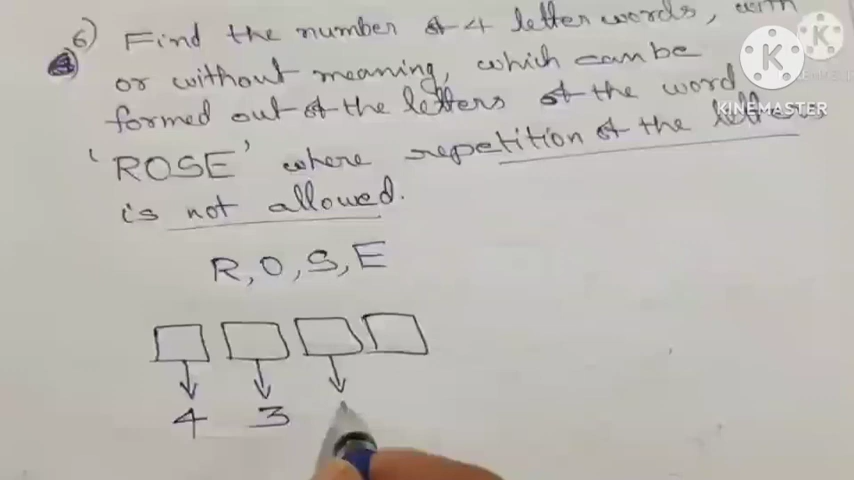 6) Find the number of 4 letter words, with
or without meaning, which can be
formed out of the letters of the word
'ROSE' where repetition of the letters
is not allowed.
R, O, S, E
4 3
K
KINEMASTER